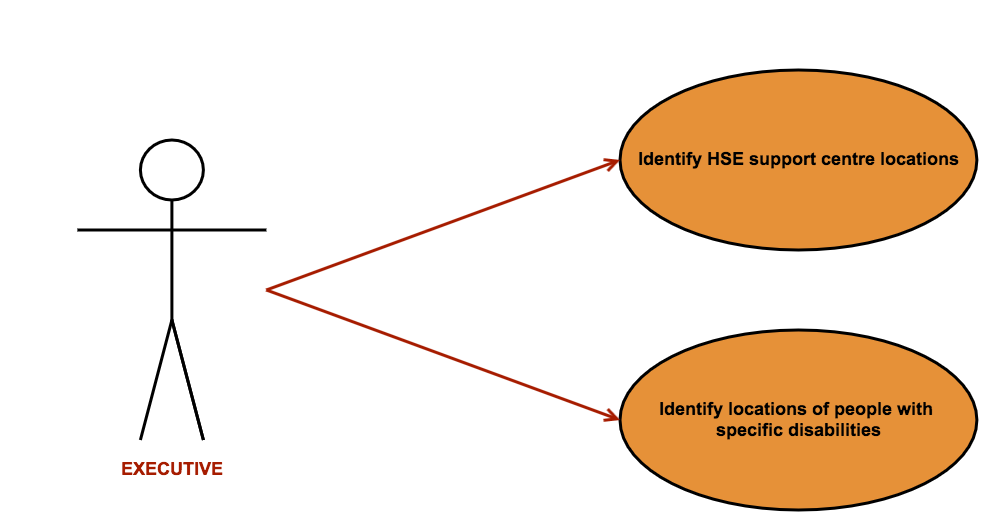 Identify HSE support centre locations
Identify locations of people with
specific disabilities
EXECUTIVE